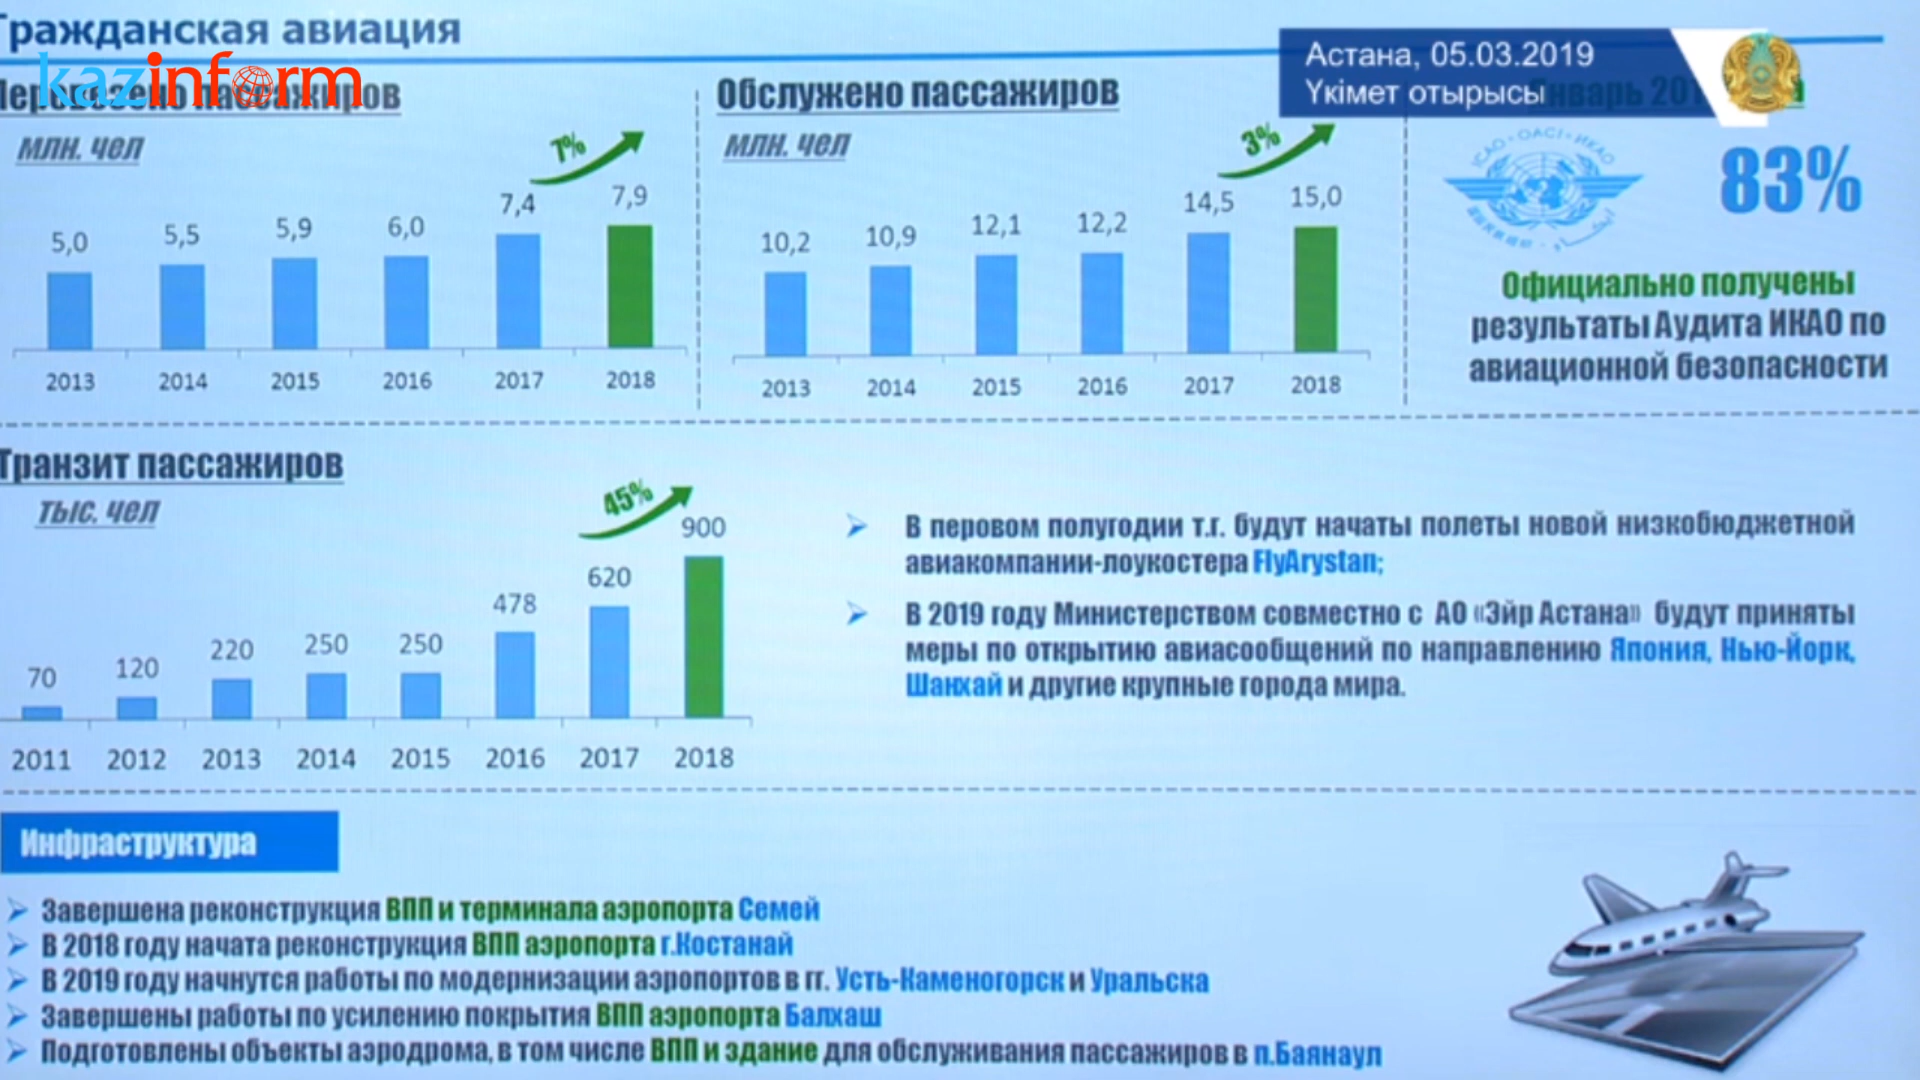 Гражданская авиация
kazinform
Астана, 05.03.2019
Үкімет отырысы
пассажиров
млн. чел
7%
5,0
5,5
5,9
6,0
7,4
7,9
2013
2014
2015
2016
2017
2018
Обслужено пассажиров
млн. чел
3%
10,2
10,9
12,1
12,2
14,5
15,0
2013
2014
2015
2016
2017
2018
ICAO · OACI · ИКАО
83%
Официально получены
результаты Аудита ИКАО по
авиационной безопасности
Транзит пассажиров
тыс. чел
45%
70
120
220
250
250
478
620
900
2011
2012
2013
2014
2015
2016
2017
2018
В перовом полугодии т.г. будут начаты полеты новой низкобюджетной
авиакомпании-лоукостера FlyArystan;
В 2019 году Министерством совместно с АО «Эйр Астана» будут приняты
меры по открытию авиасообщений по направлению Япония, Нью-Йорк,
Шанхай и другие крупные города мира.
Инфраструктура
Завершена реконструкция ВПП и терминала аэропорта Семей
В 2018 году начата реконструкция ВПП аэропорта г.Костанай
В 2019 году начнутся работы по модернизации аэропортов в гг. Усть-Каменогорск и Уральска
Завершены работы по усилению покрытия ВПП аэропорта Балхаш
Подготовлены объекты аэродрома, в том числе ВПП и здание для обслуживания пассажиров в п.Баянаул